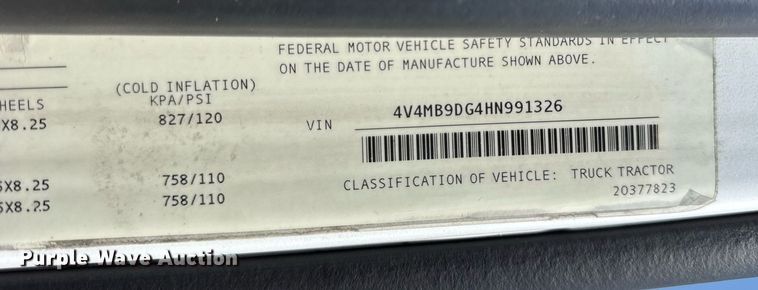 FEDERAL MOTOR VEHICLE SAFETY STANDARDS IN EFFECT
ON THE DATE OF MANUFACTURE SHOWN ABOVE.
(COLD INFLATION)
HEELS KPA/PSI
X8.25 827/120
VIN 4V4MB9DG4HN991326
X8.25 758/110
X8.25 758/110
CLASSIFICATION OF VEHICLE: TRUCK TRACTOR
20377823
Purple Wave Auction